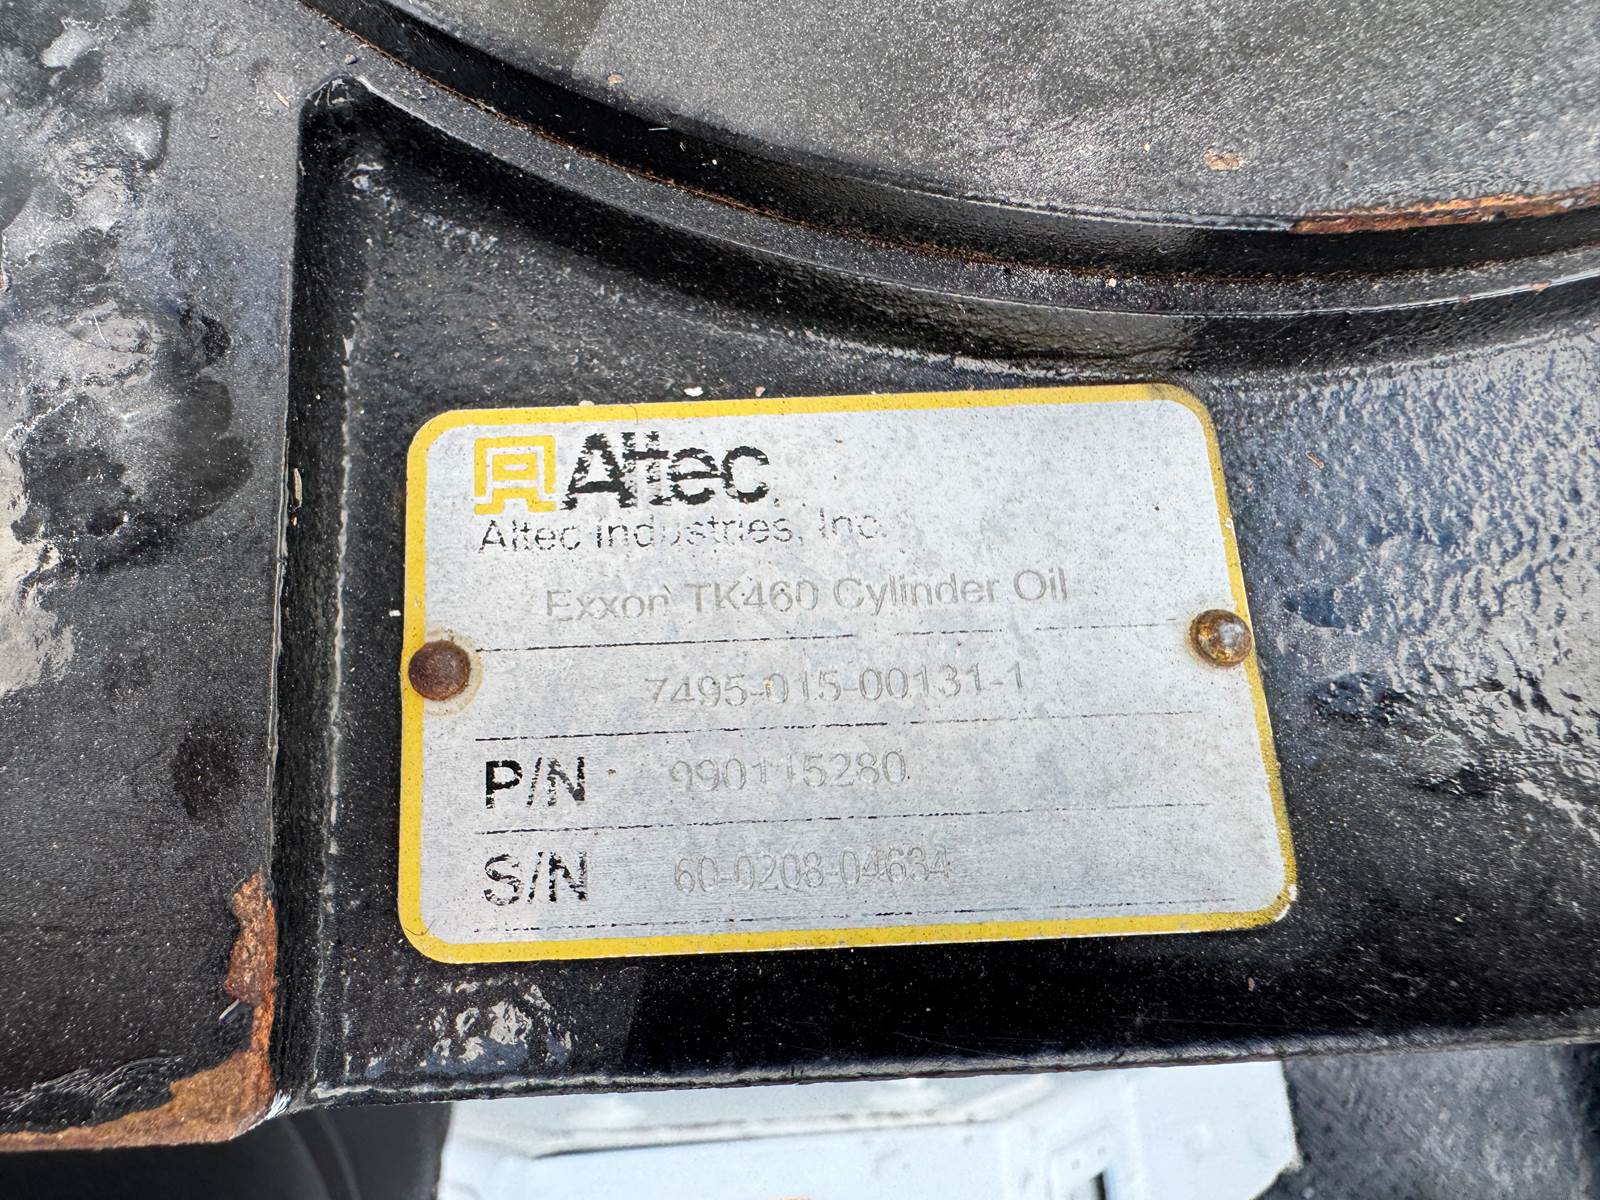 Altec
Altec Industries, Inc.
Exxon TK460 Cylinder Oil
7495-015-00131-1
P/N 990115280
S/N 60-0208-04634